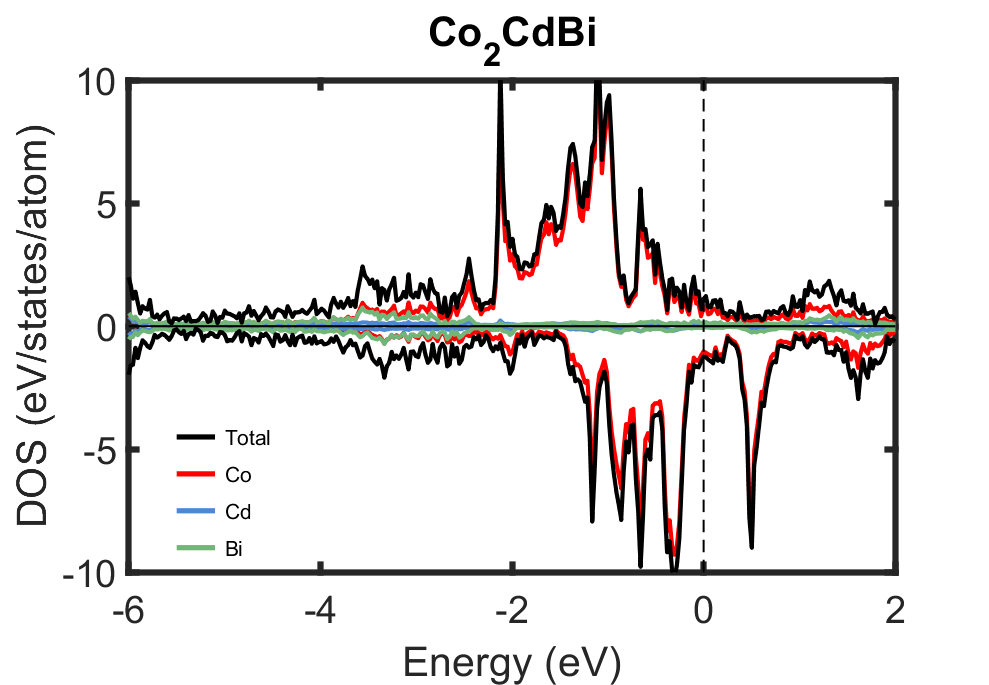 Co₂CdBi
DOS (eV/states/atom)
10
5
0
-5
-10
Total
Co
Cd
Bi
-6 -4 -2 0 2
Energy (eV)